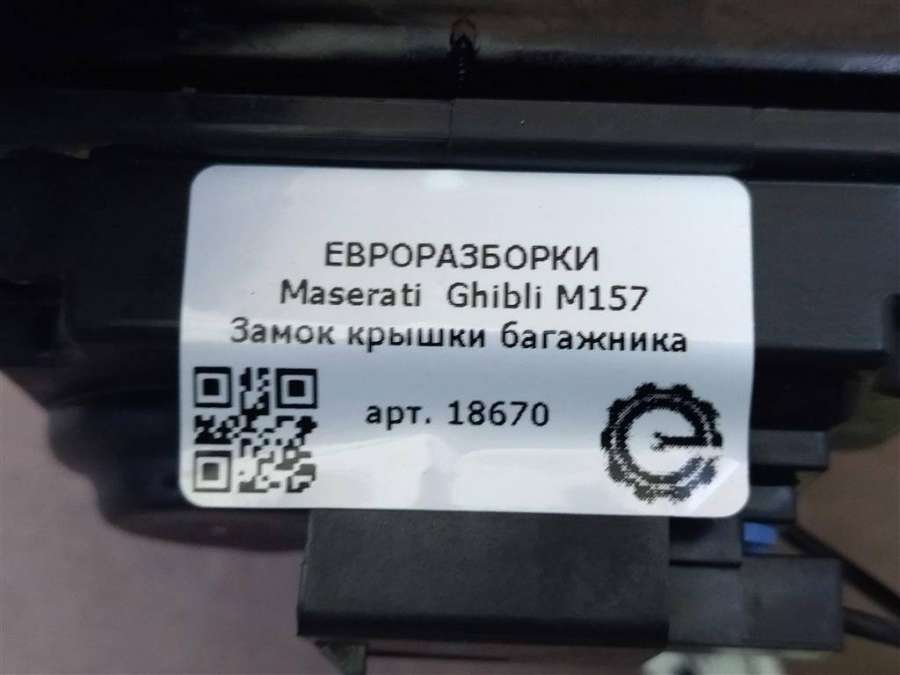 ЕВРОРАЗБОРКИ
Maserati Ghibli M157
Замок крышки багажника
арт. 18670